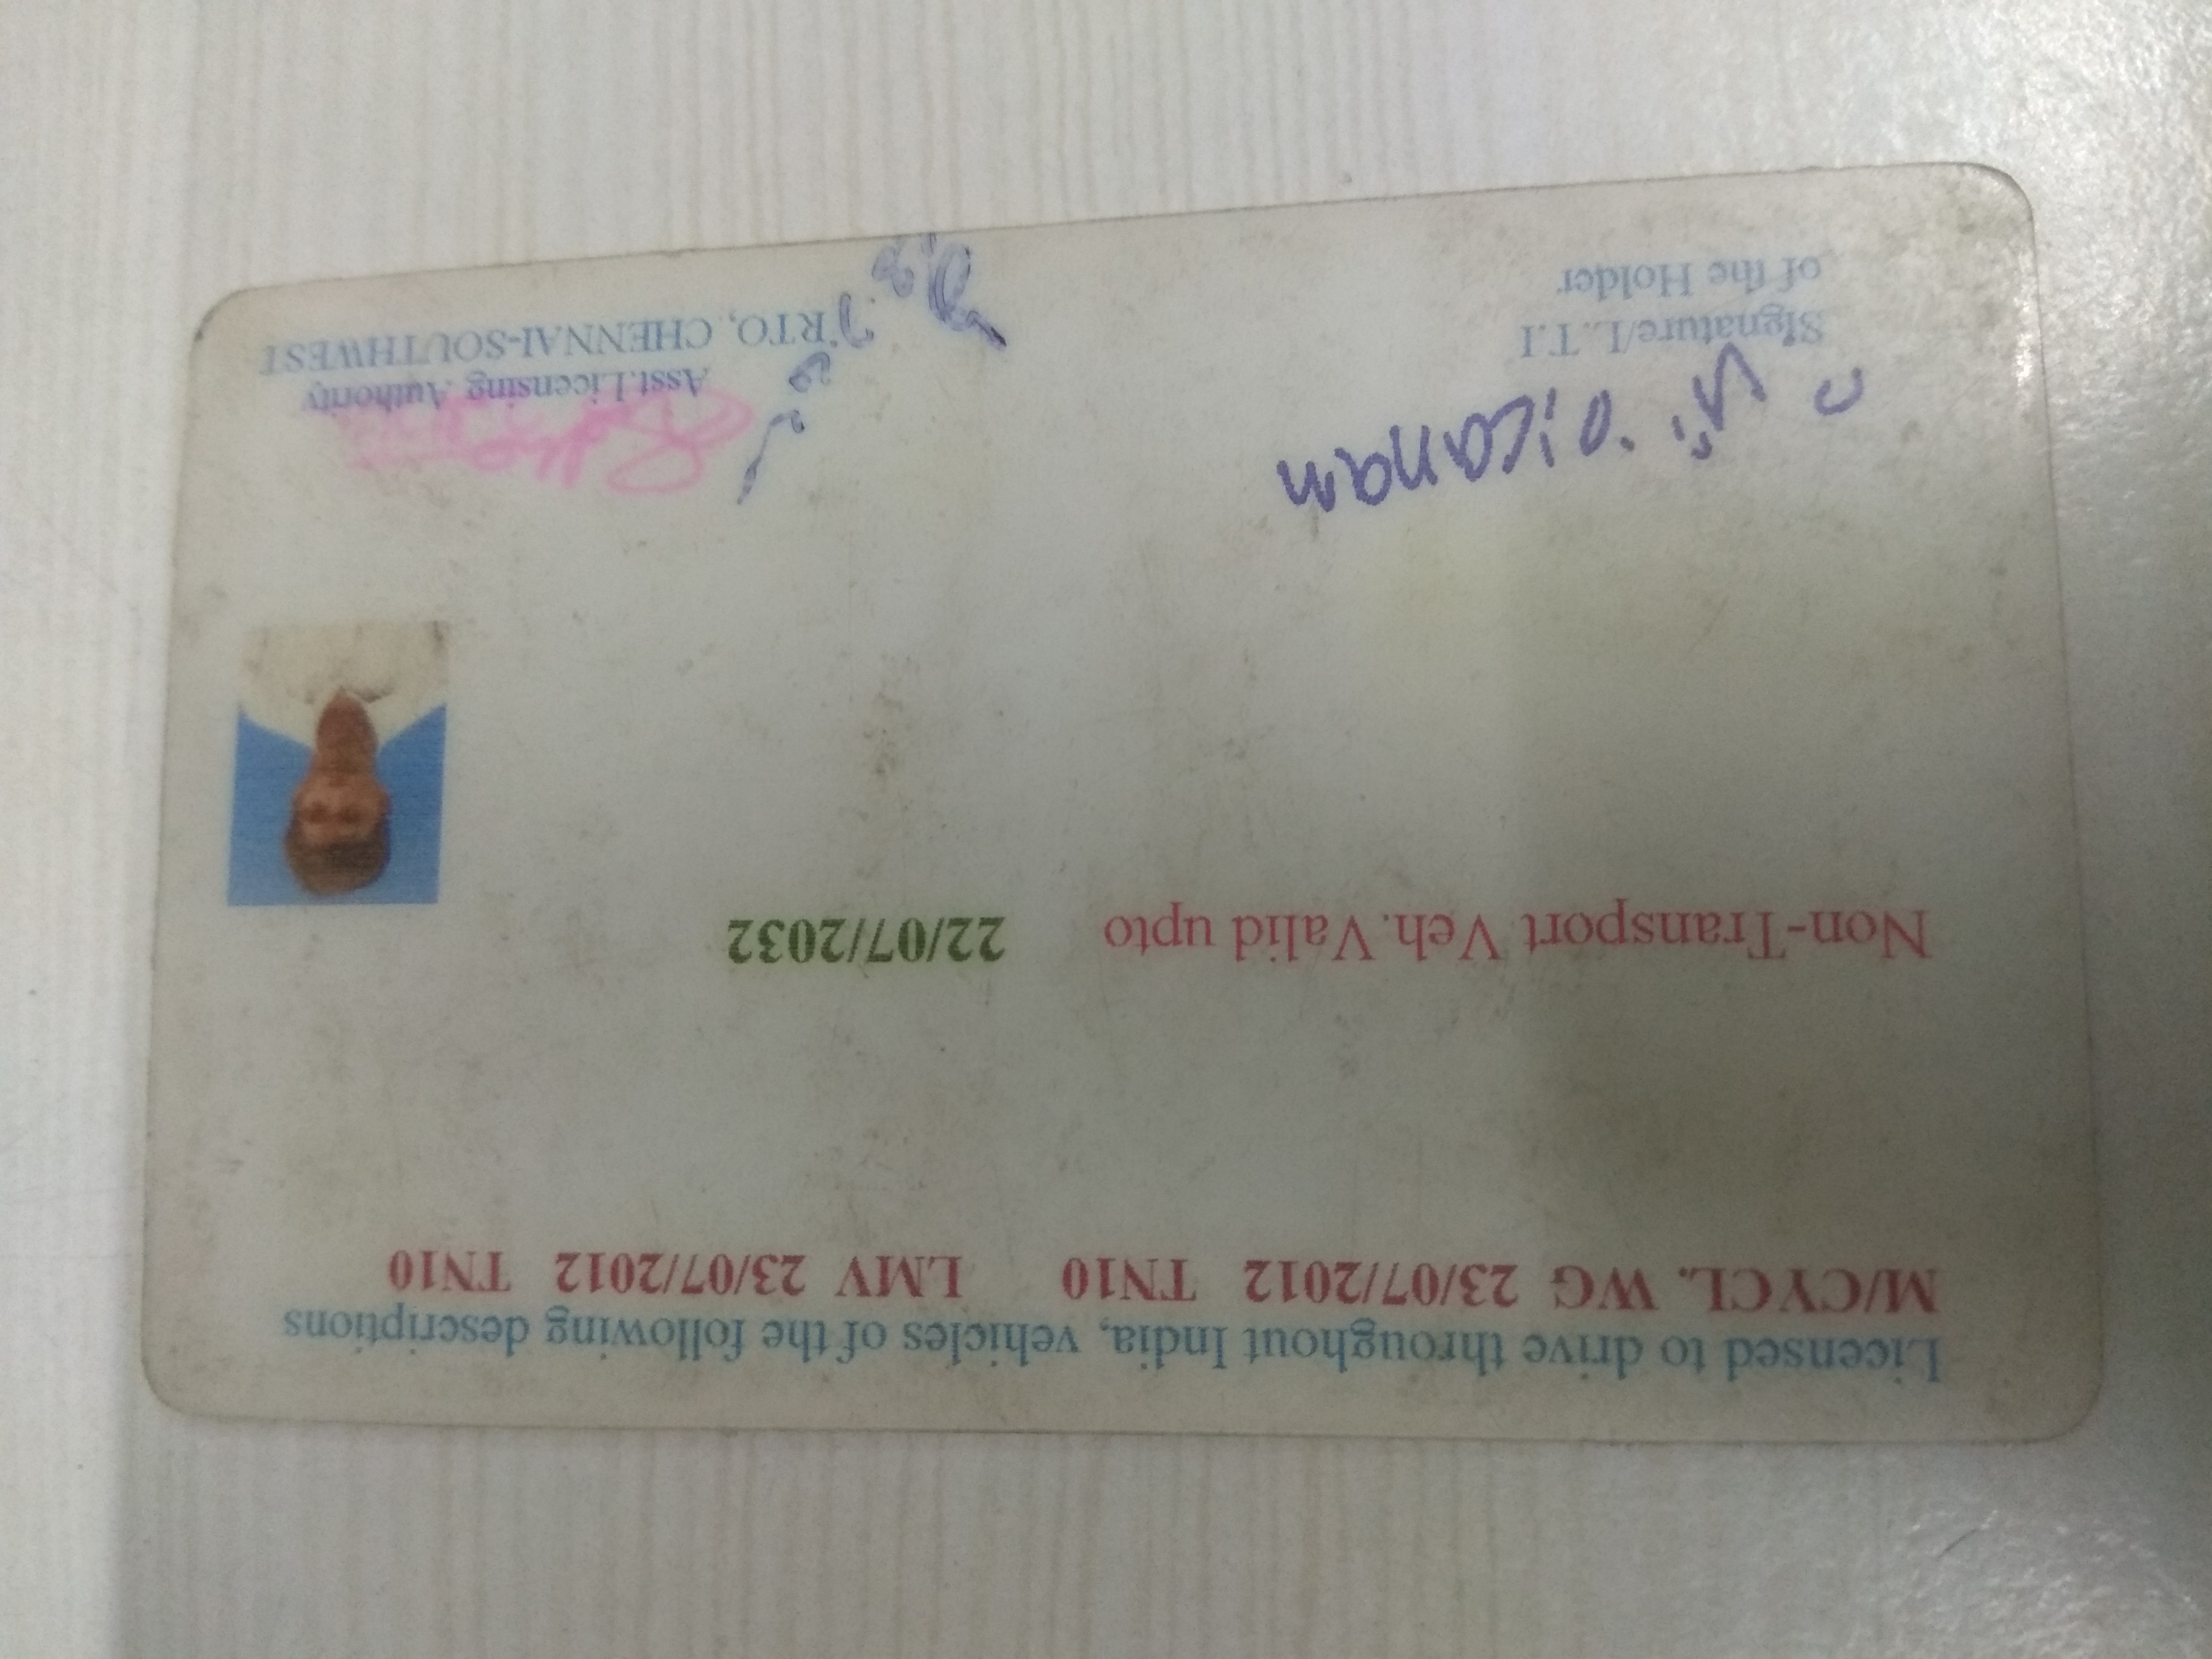 Licensed to drive throughout India, vehicles of the following descriptions
M/CYCL. WG 23/07/2012 TN10 LMV 23/07/2012 TN10
Non-Transport Veh. Valid upto 22/07/2032
Signature/L.T.I
of the Holder
Asst.Licensing Authority
RTO, CHENNAI-SOUTHWEST